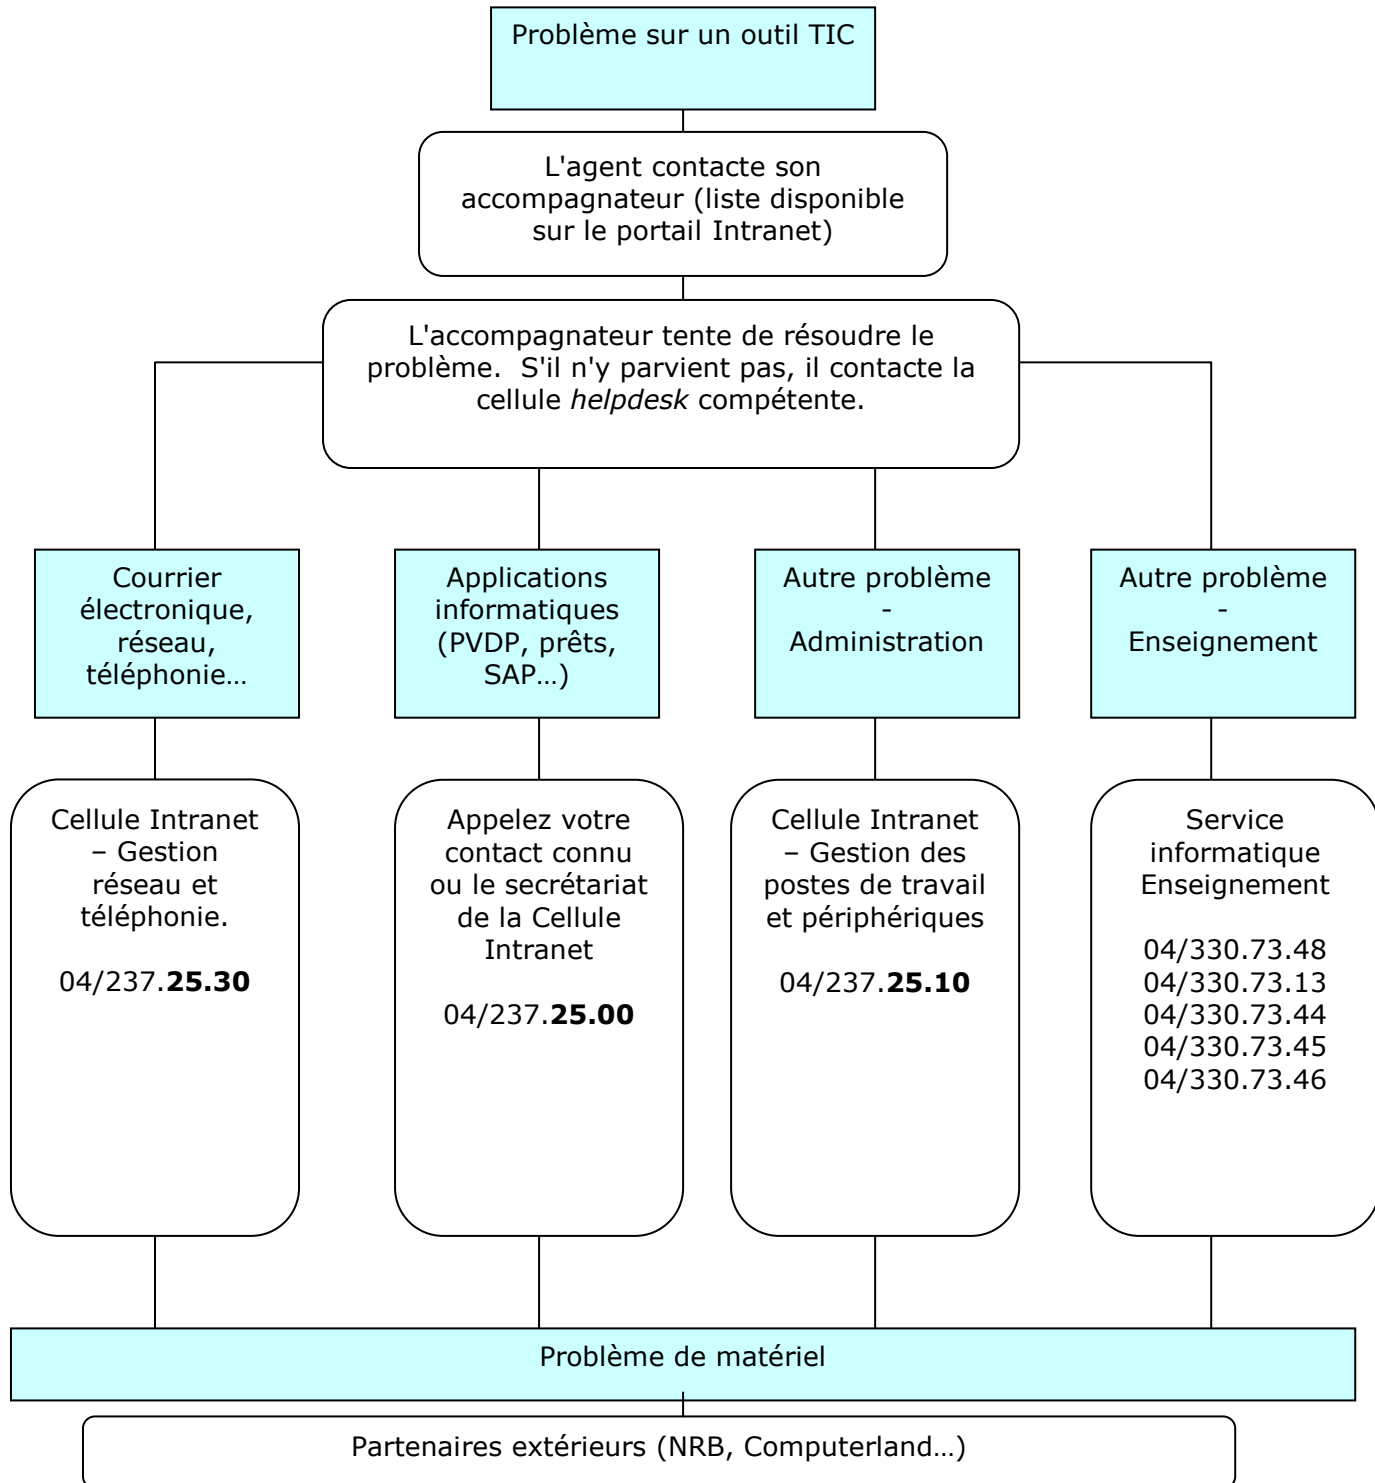 Problème sur un outil TIC
L'agent contacte son
accompagnateur (liste disponible
sur le portail Intranet)
L'accompagnateur tente de résoudre le
problème.  S'il n'y parvient pas, il contacte la
cellule helpdesk compétente.
Courrier
électronique,
réseau,
téléphonie…
Applications
informatiques
(PVDP, prêts,
SAP…)
Autre problème
-
Administration
Autre problème
-
Enseignement
Cellule Intranet
– Gestion
réseau et
téléphonie.
04/237.25.30
Appelez votre
contact connu
ou le secrétariat
de la Cellule
Intranet
04/237.25.00
Cellule Intranet
– Gestion des
postes de travail
et périphériques
04/237.25.10
Service
informatique
Enseignement
04/330.73.48
04/330.73.13
04/330.73.44
04/330.73.45
04/330.73.46
Problème de matériel
Partenaires extérieurs (NRB, Computerland…)